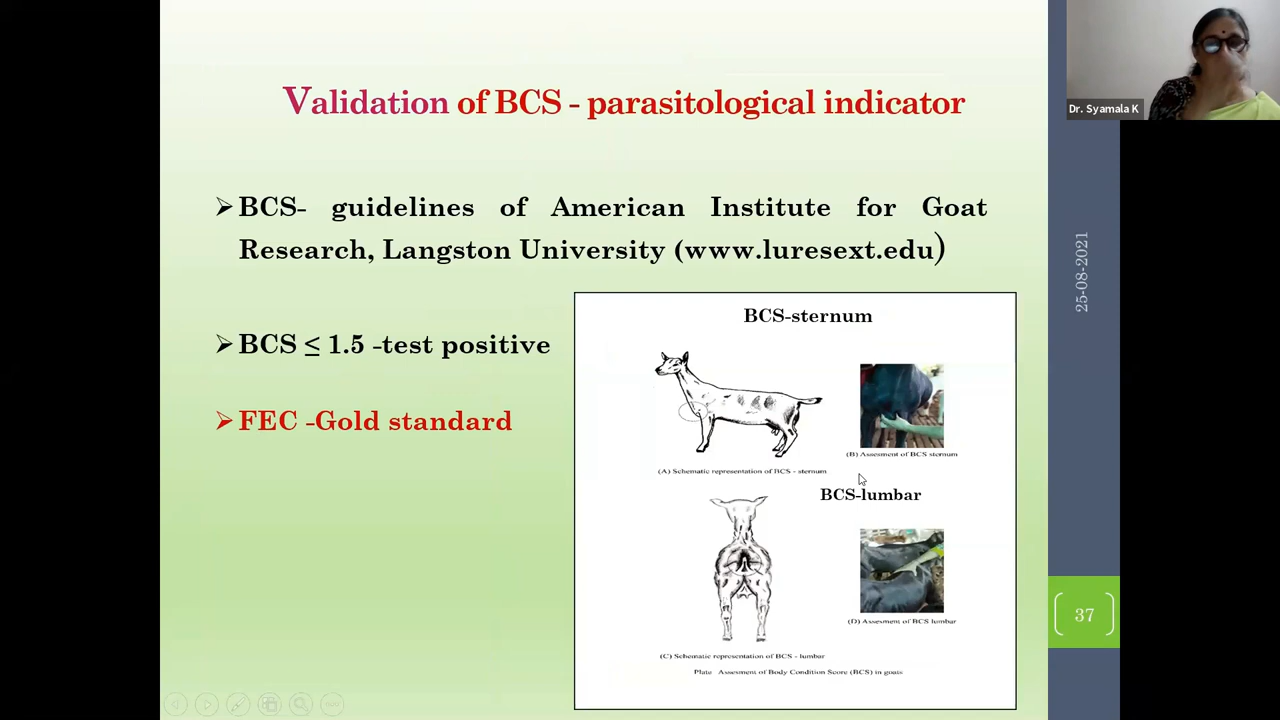 Validation of BCS - parasitological indicator
Dr. Syamala K
➢BCS- guidelines of American Institute for Goat
Research, Langston University (www.luresext.edu)
25-08-2021
➢BCS ≤ 1.5 -test positive
➢FEC -Gold standard
BCS-sternum
(A) Schematic representation of BCS - sternum
(B) Assesment of BCS sternum
BCS-lumbar
(C) Schematic representation of BCS - lumbar
(D) Assesment of BCS lumbar
Plate Assesment of Body Condition Score (BCS) in goats
37